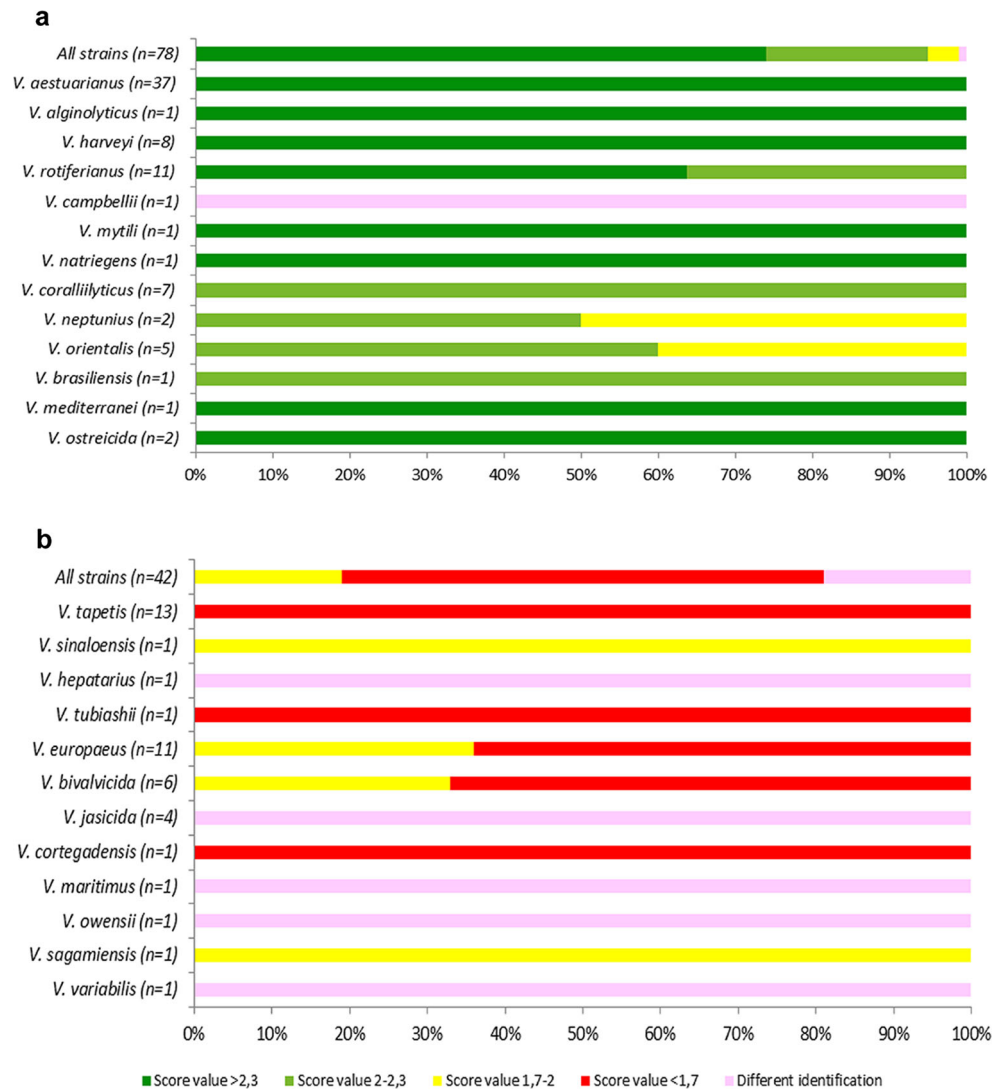 a
All strains (n=78)
V. aestuarianus (n=37)
V. alginolyticus (n=1)
V. harveyi (n=8)
V. rotiferianus (n=11)
V. campbellii (n=1)
V. mytili (n=1)
V. natriegens (n=1)
V. coralliilyticus (n=7)
V. neptunius (n=2)
V. orientalis (n=5)
V. brasiliensis (n=1)
V. mediterranei (n=1)
V. ostreicida (n=2)
0% 10% 20% 30% 40% 50% 60% 70% 80% 90% 100%
b
All strains (n=42)
V. tapetis (n=13)
V. sinaloensis (n=1)
V. hepatarius (n=1)
V. tubiashii (n=1)
V. europaeus (n=11)
V. bivalvicida (n=6)
V. jasicida (n=4)
V. cortegadensis (n=1)
V. maritimus (n=1)
V. owensii (n=1)
V. sagamiensis (n=1)
V. variabilis (n=1)
0% 10% 20% 30% 40% 50% 60% 70% 80% 90% 100%
Score value >2,3 Score value 2-2,3 Score value 1,7-2 Score value <1,7 Different identification